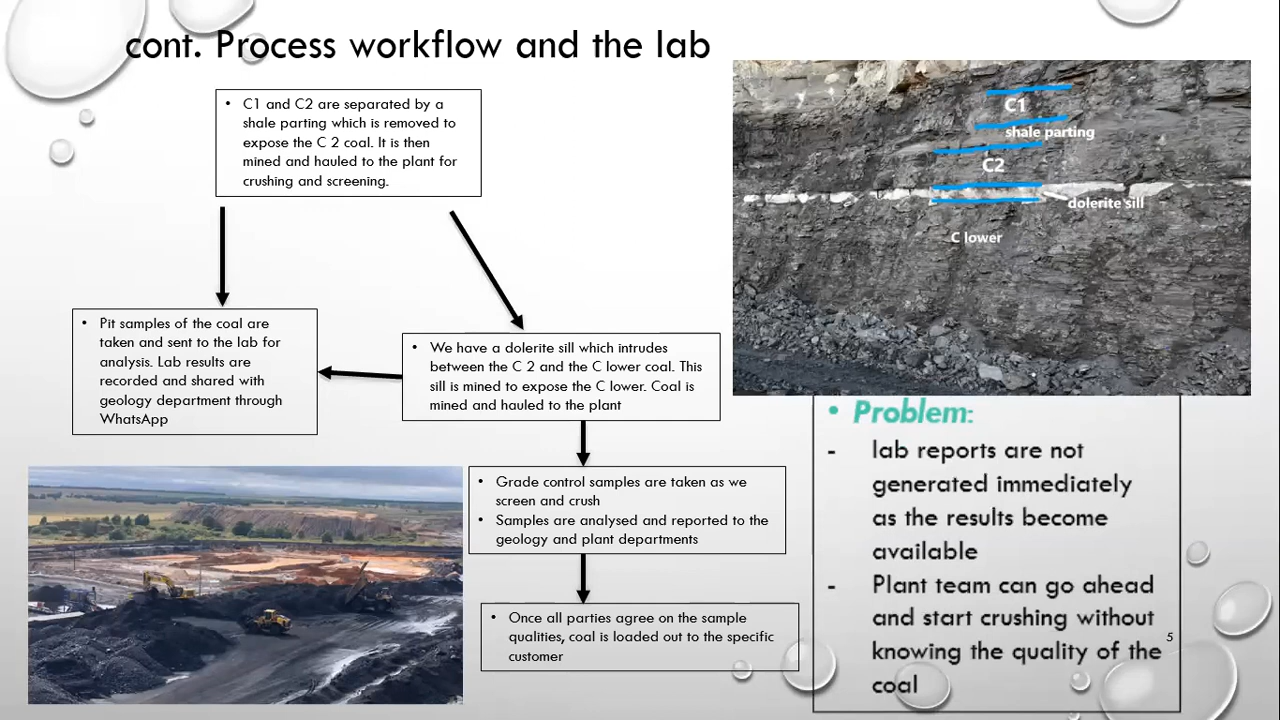 cont. Process workflow and the lab
• C1 and C2 are separated by a
shale parting which is removed to
expose the C 2 coal. It is then
mined and hauled to the plant for
crushing and screening.
C1
shale parting
C2
dolerite sill
C lower
• Pit samples of the coal are
taken and sent to the lab for
analysis. Lab results are
recorded and shared with
geology department through
WhatsApp
• We have a dolerite sill which intrudes
between the C 2 and the C lower coal. This
sill is mined to expose the C lower. Coal is
mined and hauled to the plant
• Grade control samples are taken as we
screen and crush
• Samples are analysed and reported to the
geology and plant departments
• Once all parties agree on the sample
qualities, coal is loaded out to the specific
customer
• Problem:
- lab reports are not
generated immediately
as the results become
available
- Plant team can go ahead
and start crushing without
knowing the quality of the
coal
5